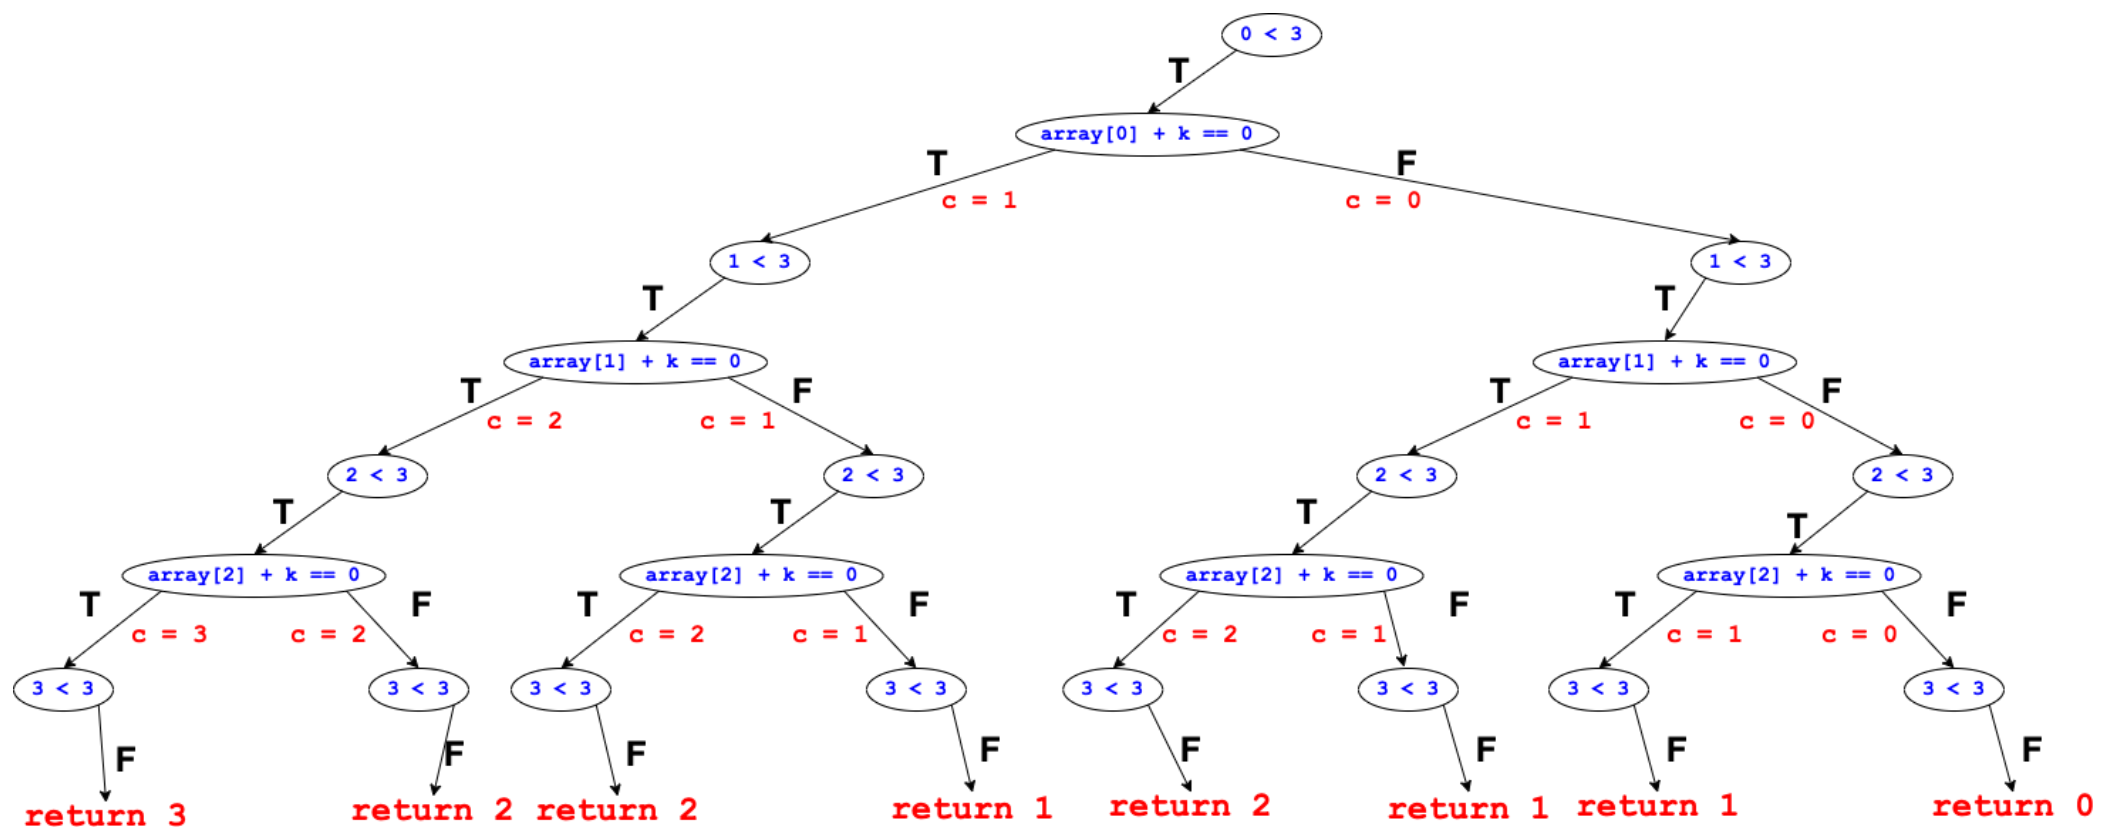 0 < 3
T
array[0] + k == 0
T F
c = 1 c = 0
1 < 3 1 < 3
T T
array[1] + k == 0 array[1] + k == 0
T F T F
c = 2 c = 1 c = 1 c = 0
2 < 3 2 < 3 2 < 3 2 < 3
T T T T
array[2] + k == 0 array[2] + k == 0 array[2] + k == 0 array[2] + k == 0
T F T F T F T F
c = 3 c = 2 c = 2 c = 1 c = 2 c = 1 c = 1 c = 0
3 < 3 3 < 3 3 < 3 3 < 3 3 < 3 3 < 3 3 < 3 3 < 3
F F F F F F F F
return 3 return 2 return 2 return 1 return 2 return 1 return 1 return 0